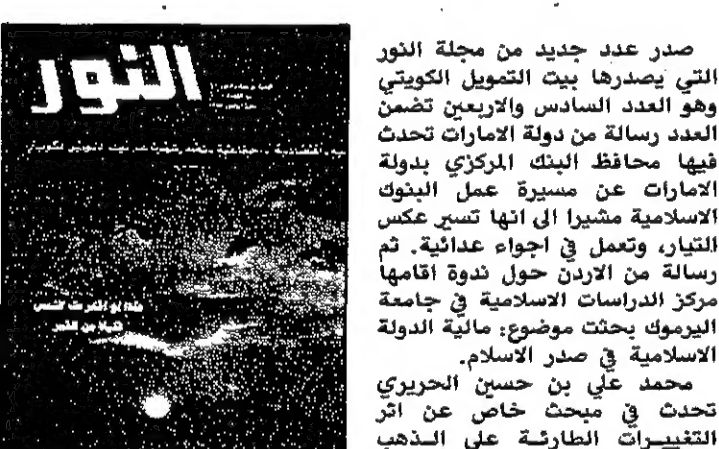 صدر عدد جديد من مجلة النور
التي يصدرها بيت التمويل الكويتي
وهو العدد السادس والاربعين تضمن
العدد رسالة من دولة الامارات تحدث
فيها محافظ البنك المركزي بدولة
الامارات عن مسيرة عمل البنوك
الاسلامية مشيرا الى انها تسير عكس
التيار، وتعمل في اجواء عدائية. ثم
رسالة من الاردن حول ندوة اقامها
مركز الدراسات الاسلامية في جامعة
اليرموك بحثت موضوع: مالية الدولة
الاسلامية في صدر الاسلام.
محمد علي بن حسين الحريري
تحدث في مبحث خاص عن اثر
التغييرات الطارئة على الذهب
النور